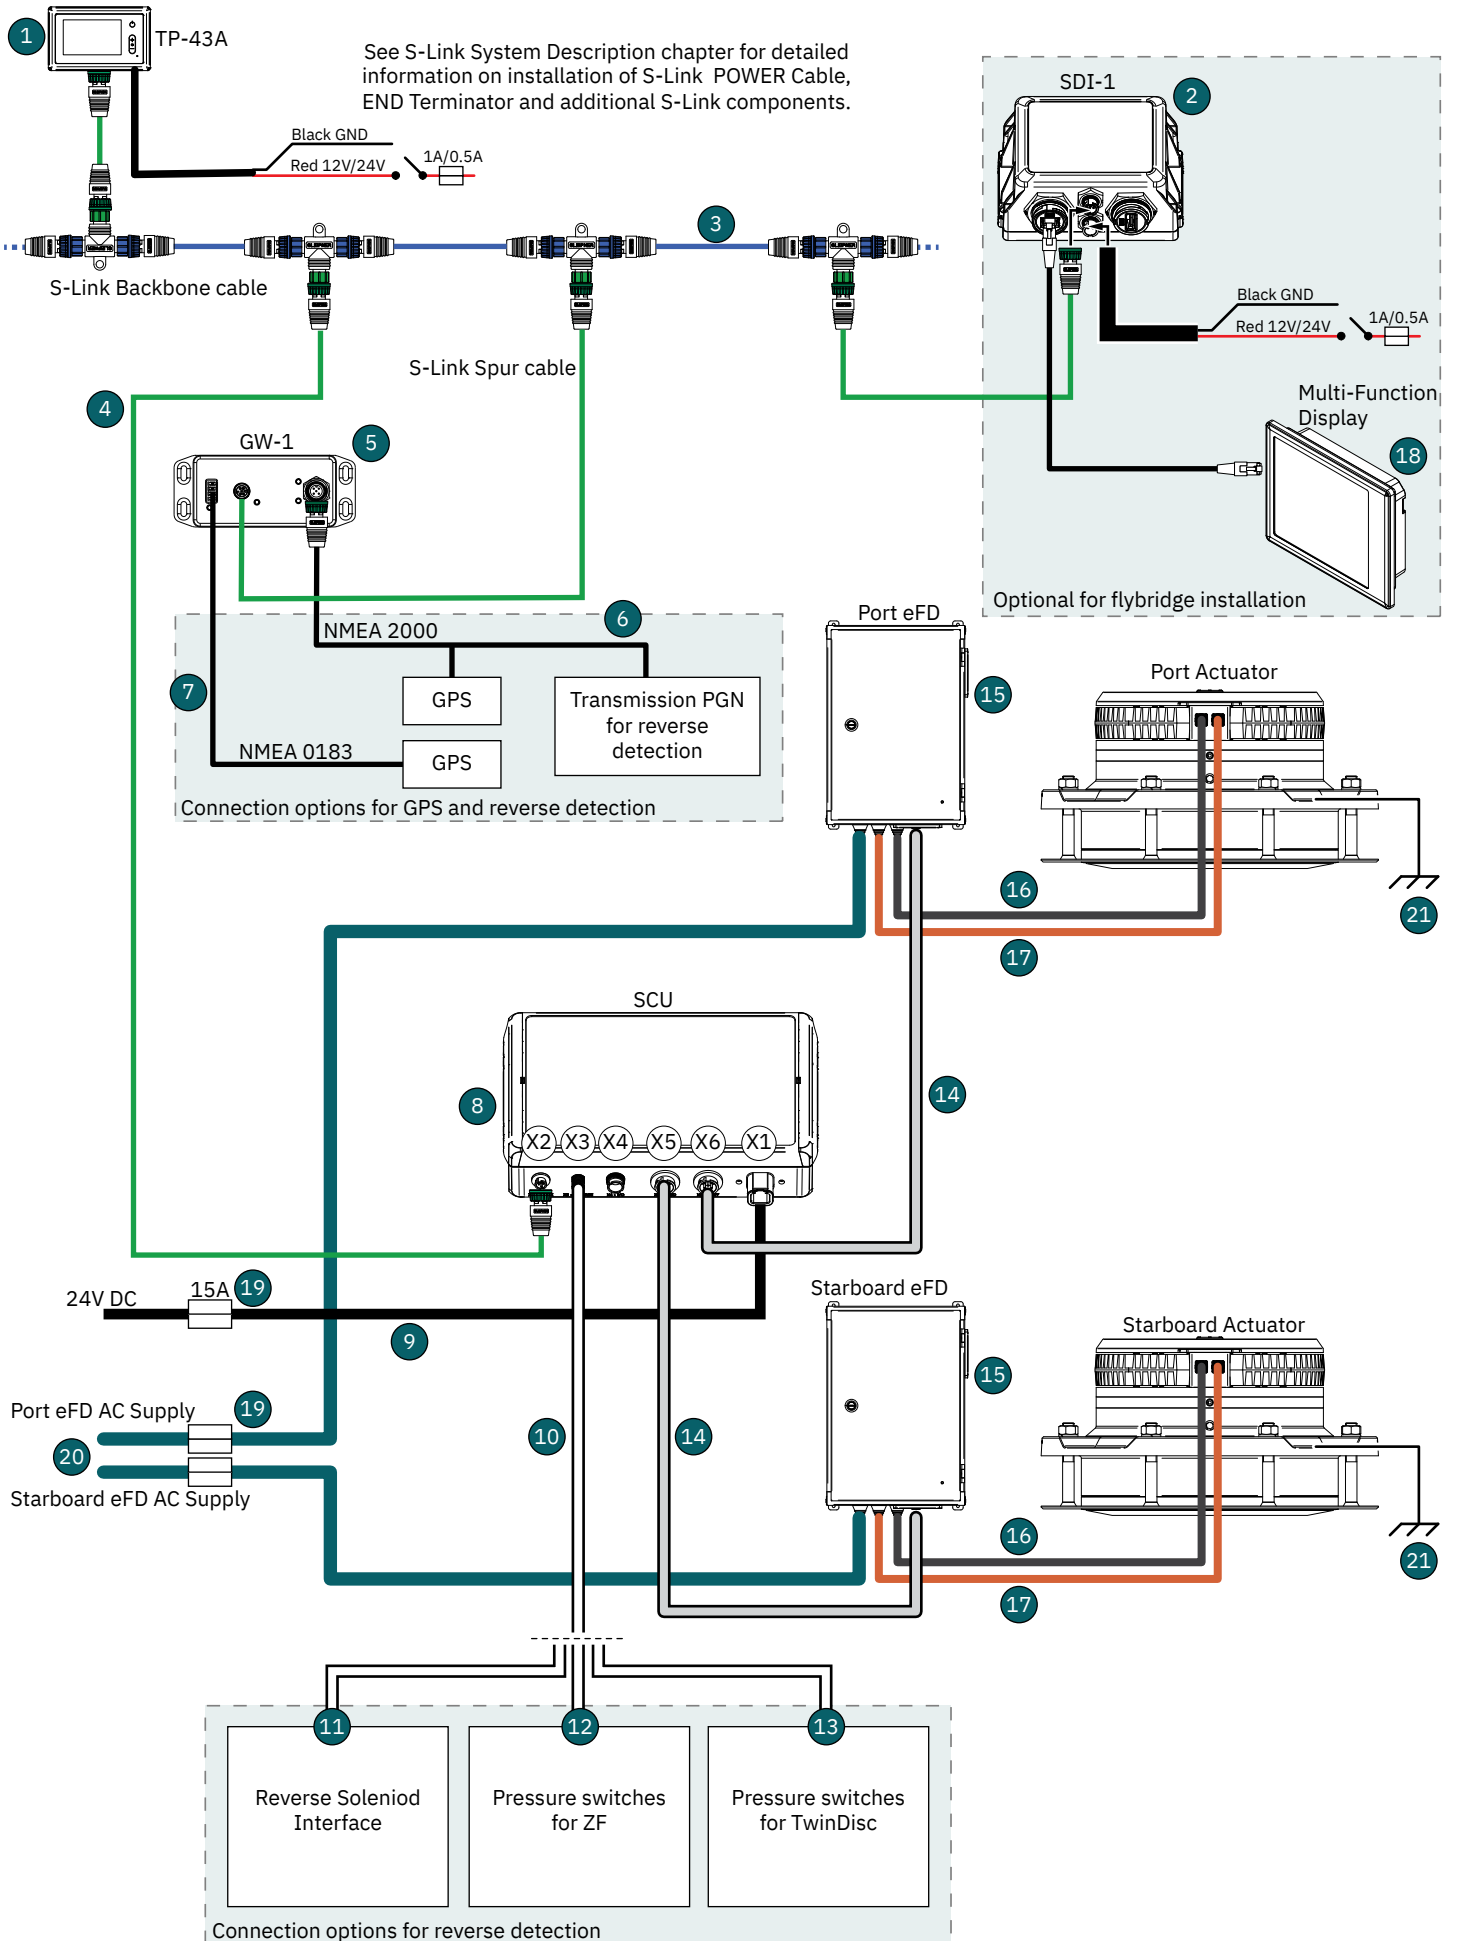 1
TP-43A
See S-Link System Description chapter for detailed
information on installation of S-Link POWER Cable,
END Terminator and additional S-Link components.
SDI-1
2
Black GND
Red 12V/24V
1A/0.5A
3
S-Link Backbone cable
Black GND
Red 12V/24V
1A/0.5A
S-Link Spur cable
4
GW-1
5
Multi-Function
Display
18
Optional for flybridge installation
6
NMEA 2000
7
GPS
Transmission PGN
for reverse
detection
NMEA 0183
GPS
Connection options for GPS and reverse detection
Port eFD
15
Port Actuator
16
17
21
SCU
8
X2
X3
X4
X5
X6
X1
14
24V DC
15A
19
9
Starboard eFD
15
Starboard Actuator
Port eFD AC Supply
19
20
Starboard eFD AC Supply
10
14
16
17
21
11
12
13
Reverse Soleniod
Interface
Pressure switches
for ZF
Pressure switches
for TwinDisc
Connection options for reverse detection